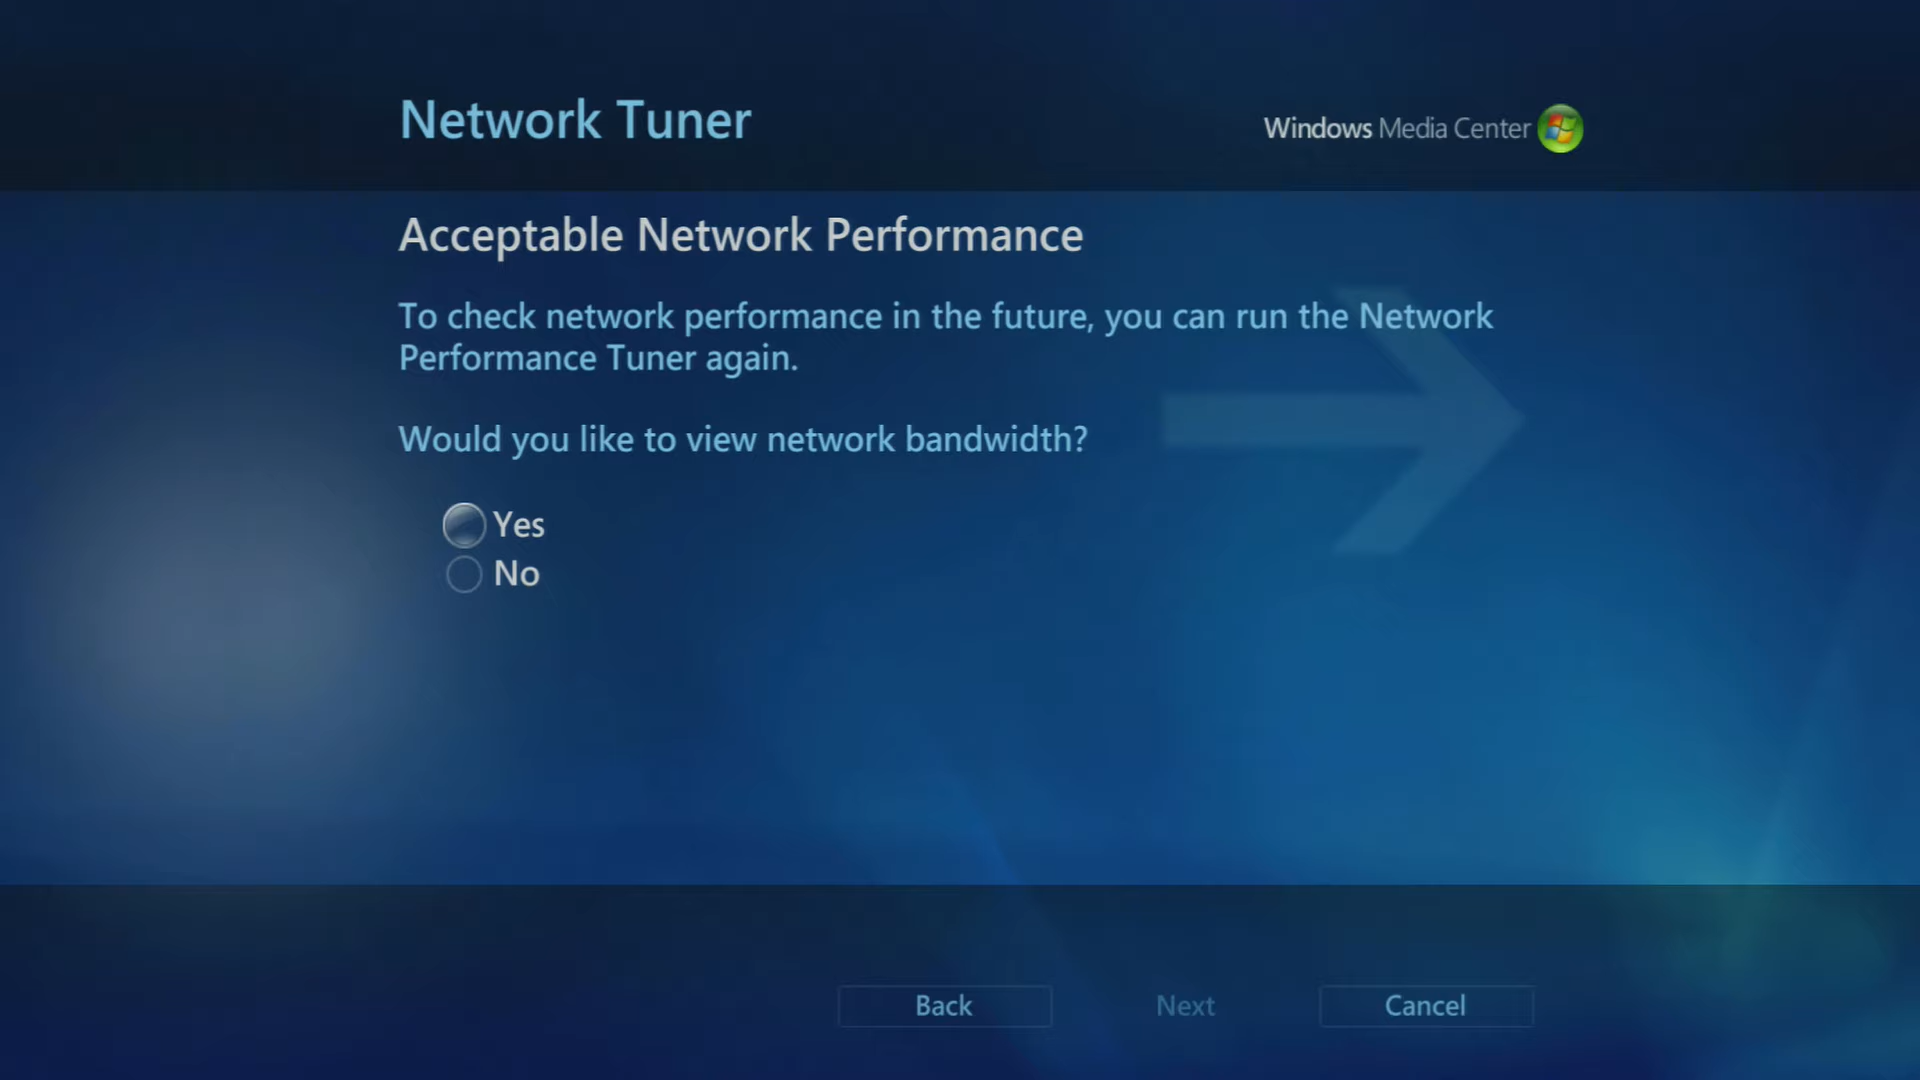 Network Tuner
Windows Media Center
Acceptable Network Performance
To check network performance in the future, you can run the Network
Performance Tuner again.
Would you like to view network bandwidth?
Yes
No
Back
Next
Cancel